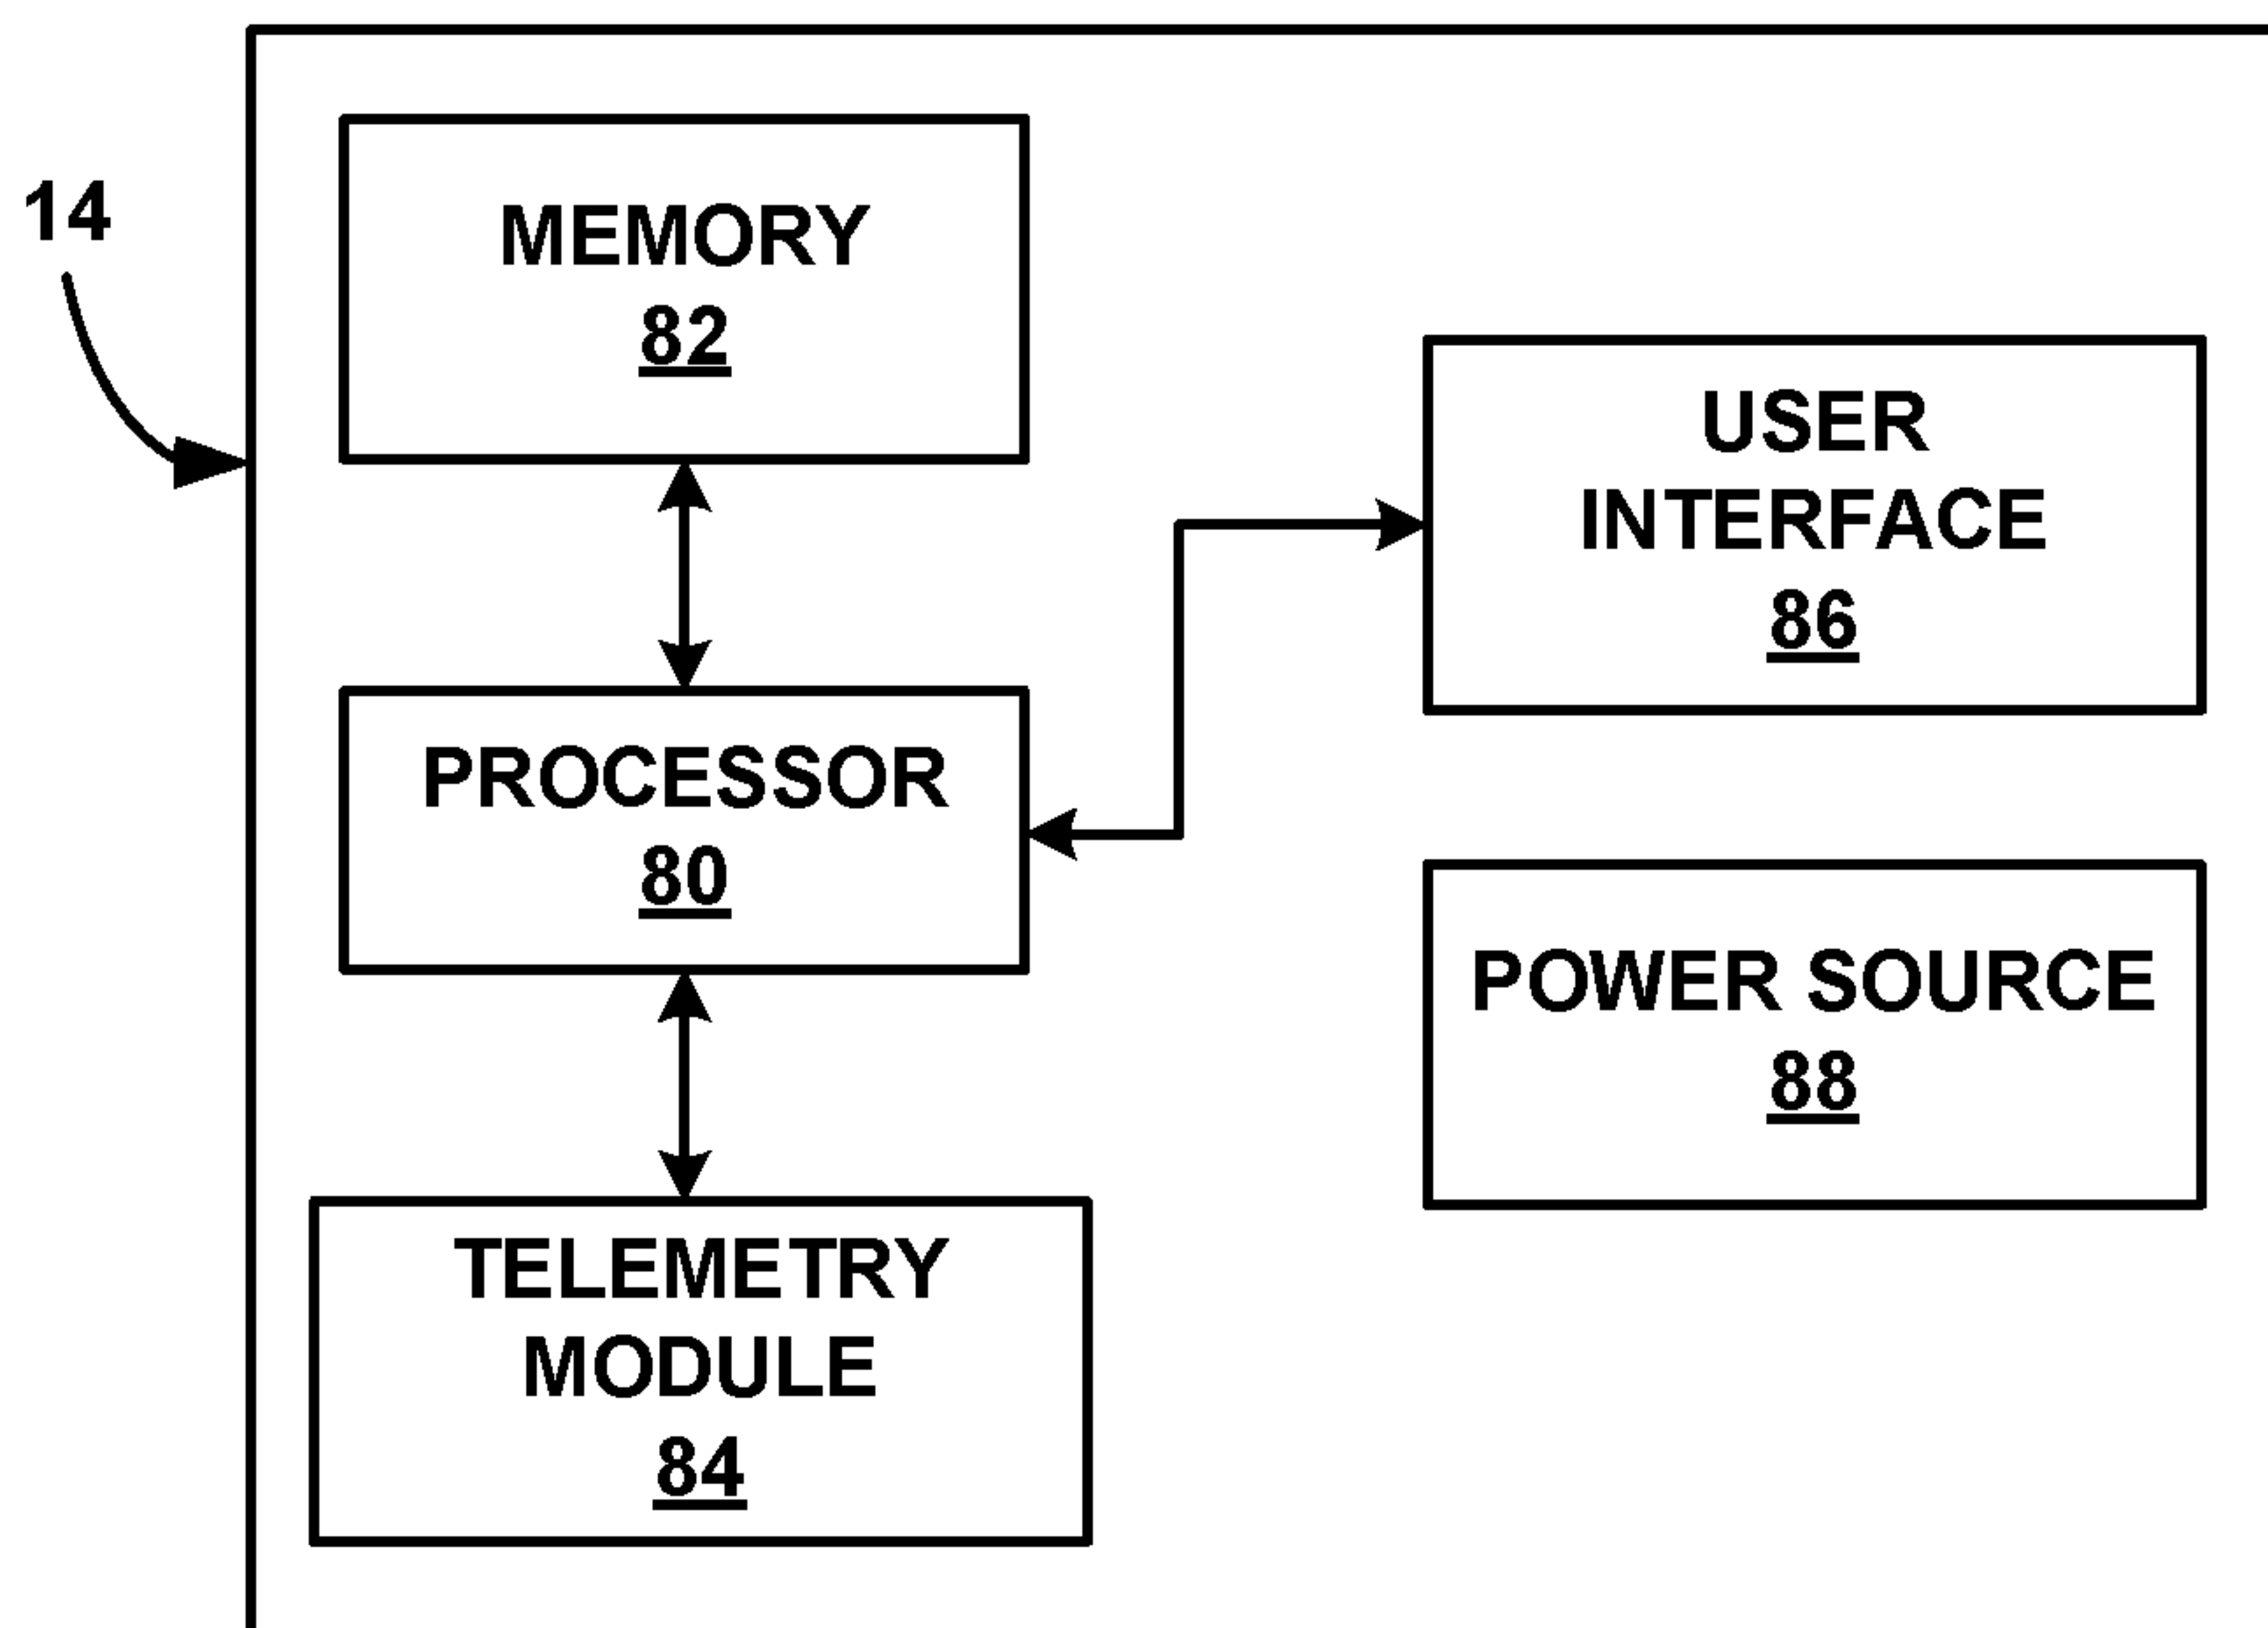 14
MEMORY
82
USER
INTERFACE
86
PROCESSOR
80
POWER SOURCE
88
TELEMETRY
MODULE
84